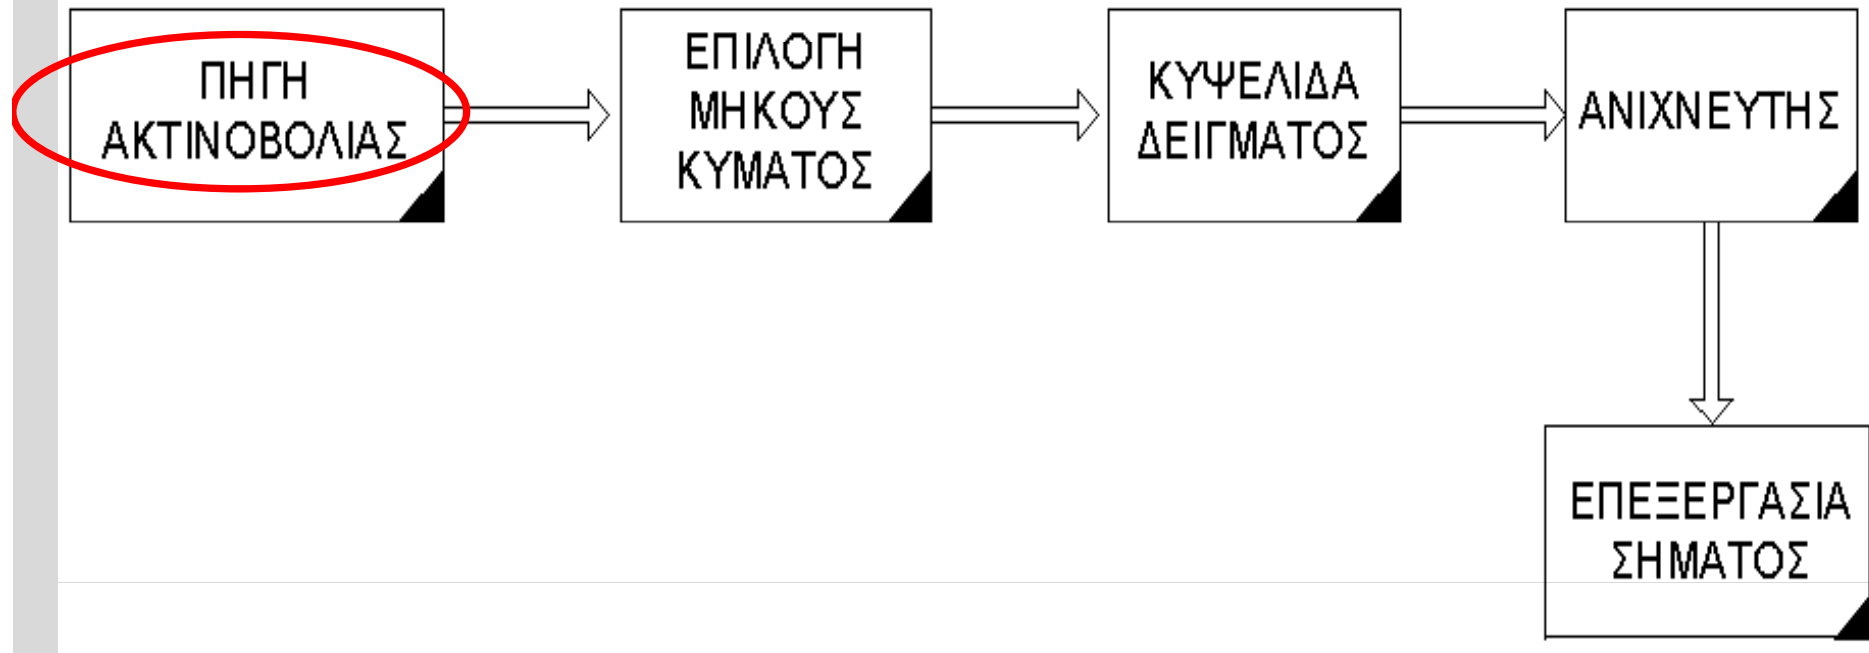 ΠΗΓΗ
ΑΚΤΙΝΟΒΟΛΙΑΣ
ΕΠΙΛΟΓΗ
ΜΗΚΟΥΣ
ΚΥΜΑΤΟΣ
ΚΥΨΕΛΙΔΑ
ΔΕΙΓΜΑΤΟΣ
ΑΝΙΧΝΕΥΤΗΣ
ΕΠΕΞΕΡΓΑΣΙΑ
ΣΗΜΑΤΟΣ